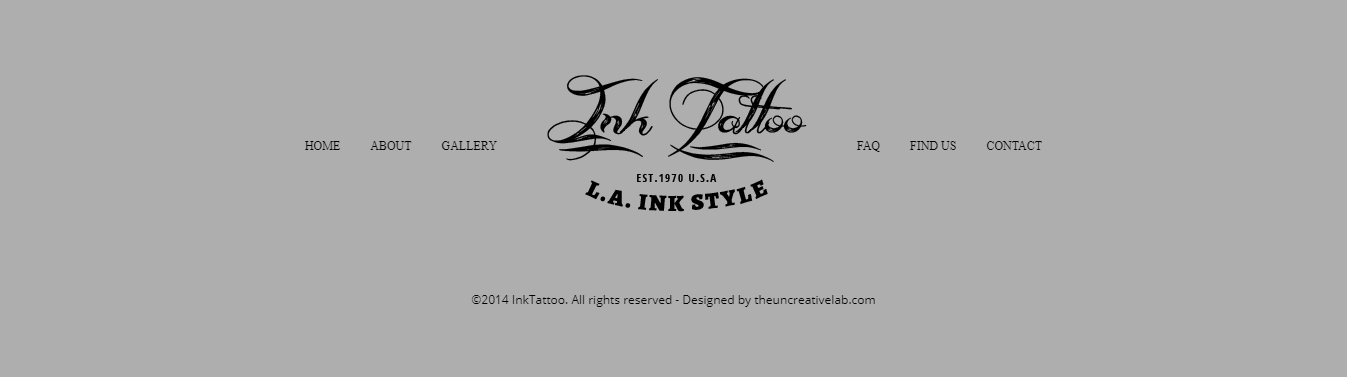 Ink Tattoo
HOME ABOUT GALLERY FAQ FIND US CONTACT
EST.1970 U.S.A
L.A. INK STYLE
©2014 InkTattoo. All rights reserved - Designed by theuncreativelab.com